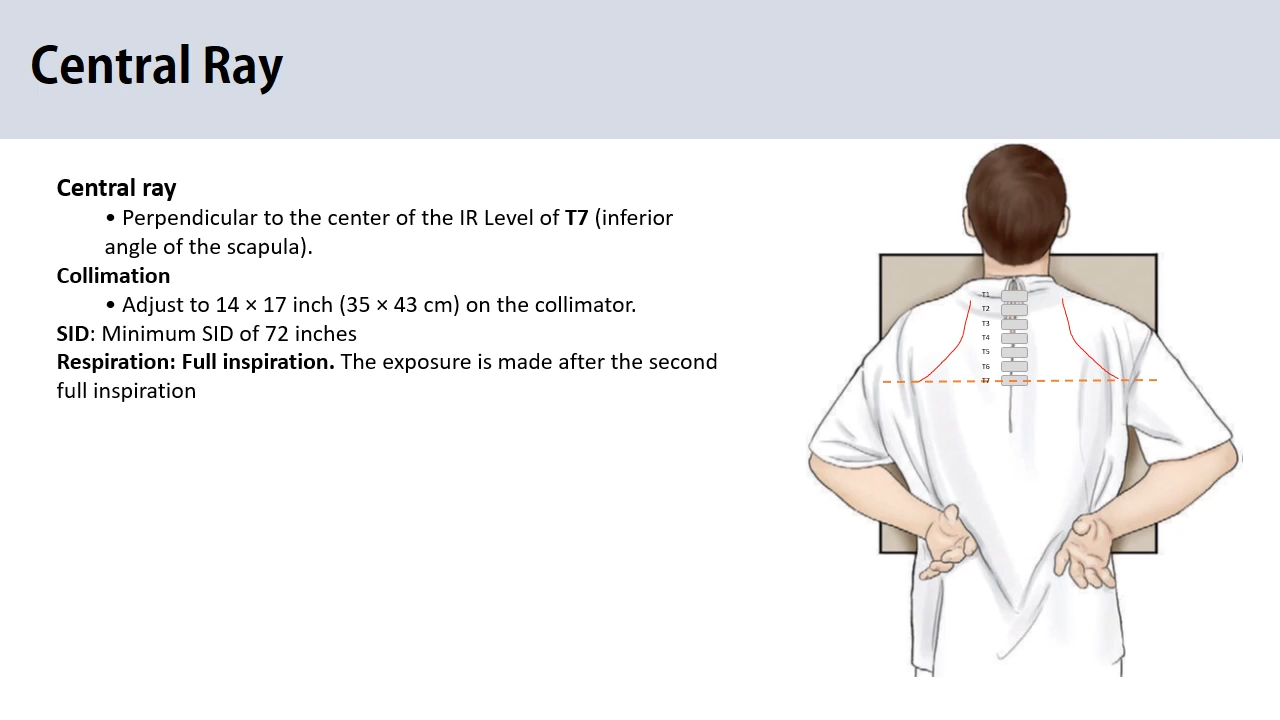 Central Ray
Central ray
• Perpendicular to the center of the IR Level of T7 (inferior
angle of the scapula).
Collimation
• Adjust to 14 × 17 inch (35 × 43 cm) on the collimator.
SID: Minimum SID of 72 inches
Respiration: Full inspiration. The exposure is made after the second
full inspiration
T1
T2
T3
T4
T5
T6
T7